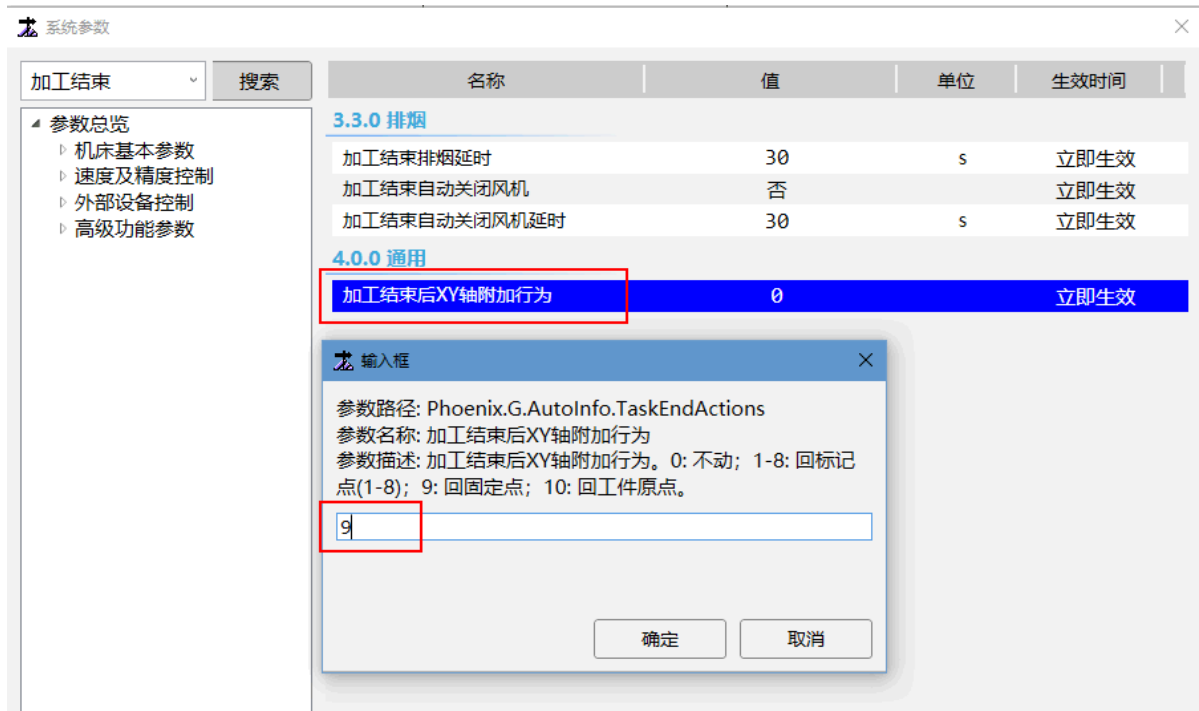 系统参数
加工结束 搜索
名称 值 单位 生效时间
参数总览
机床基本参数
速度及精度控制
外部设备控制
高级功能参数
3.3.0 排烟
加工结束排烟延时 30 s 立即生效
加工结束自动关闭风机 否 立即生效
加工结束自动关闭风机延时 30 s 立即生效
4.0.0 通用
加工结束后XY轴附加行为 0 立即生效
输入框
参数路径: Phoenix.G.AutoInfo.TaskEndActions
参数名称: 加工结束后XY轴附加行为
参数描述: 加工结束后XY轴附加行为。0: 不动；1-8: 回标记
点(1-8)；9: 回固定点；10: 回工件原点。
9
确定 取消